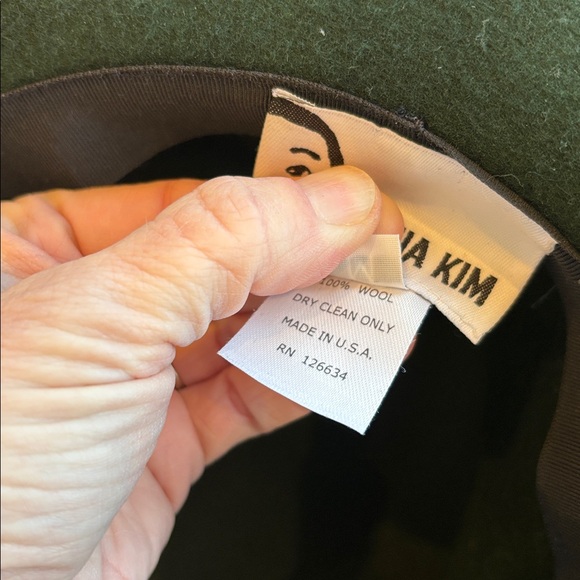 KIM
100% WOOL
DRY CLEAN ONLY
MADE IN U.S.A.
RN 126634